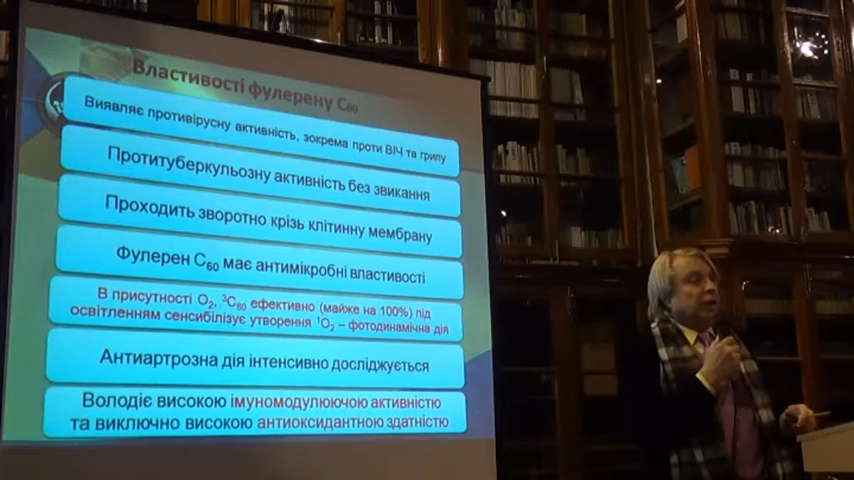 Властивості фулерену C₆₀
Виявляє противірусну активність, зокрема проти ВІЧ та грипу
Протитуберкульозну активність без звикання
Проходить зворотно крізь клітинну мембрану
Фулерен C₆₀ має антимікробні властивості
В присутності O₂, ³C₆₀ ефективно (майже на 100%) під
освітленням сенсибілізує утворення ¹O₂ – фотодинамічна дія
Антиартрозна дія інтенсивно досліджується
Володіє високою імуномодулюючою активністю
та виключно високою антиоксидантною здатністю